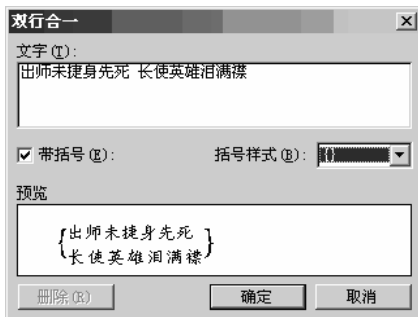 双行合一
文字(T):
出师未捷身先死 长使英雄泪满襟
带括号(E): 括号样式(B): {}
预览
{出师未捷身先死
长使英雄泪满襟}
删除(R) 确定 取消